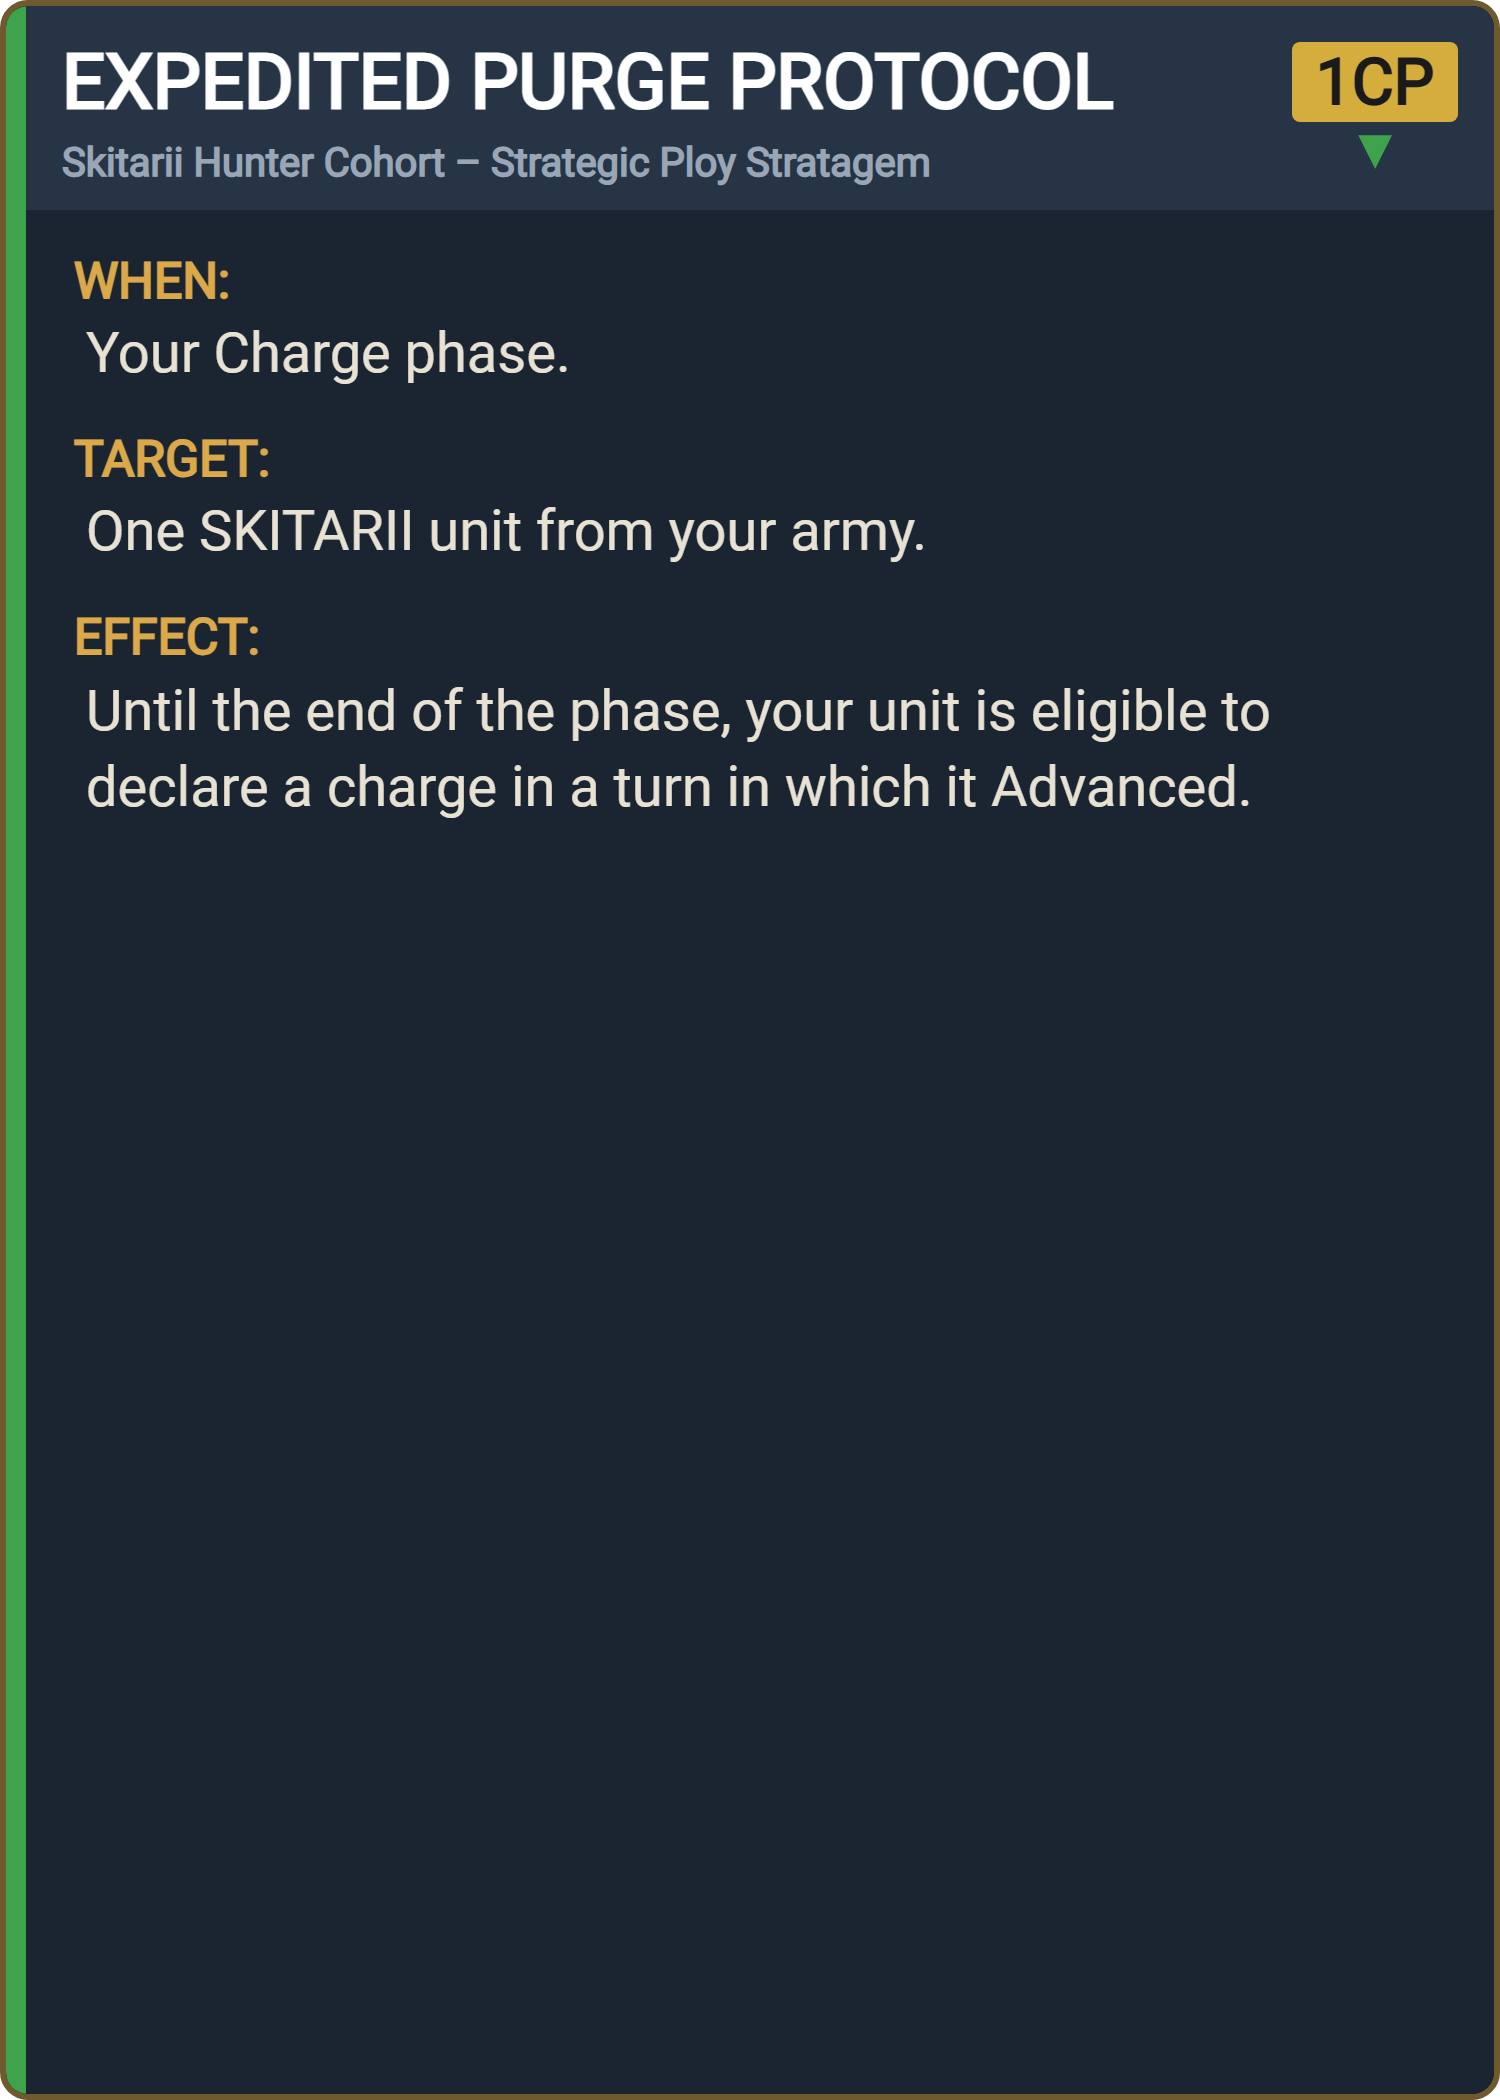 EXPEDITED PURGE PROTOCOL
1CP
Skitarii Hunter Cohort – Strategic Ploy Stratagem
WHEN:
Your Charge phase.
TARGET:
One SKITARII unit from your army.
EFFECT:
Until the end of the phase, your unit is eligible to
declare a charge in a turn in which it Advanced.